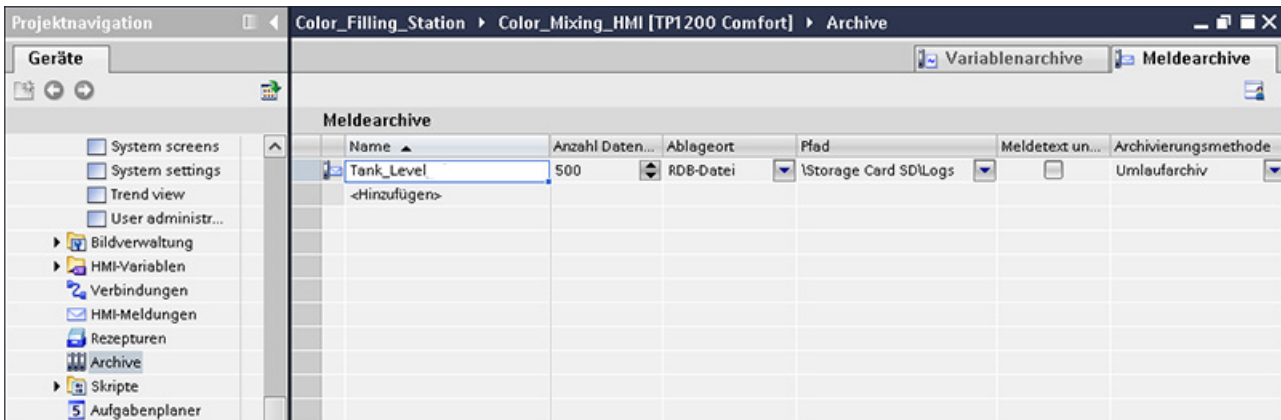 Projektnavigation
Color_Filling_Station ▸ Color_Mixing_HMI [TP1200 Comfort] ▸ Archive
Geräte
Variablenarchive
Meldearchive
Meldearchive
Name Anzahl Daten... Ablageort Pfad Meldetext un... Archivierungsmethode
Tank_Level 500 RDB-Datei \Storage Card SD\Logs Umlaufarchiv
<Hinzufügen>
System screens
System settings
Trend view
User administr...
Bildverwaltung
HMI-Variablen
Verbindungen
HMI-Meldungen
Rezepturen
Archive
Skripte
Aufgabenplaner